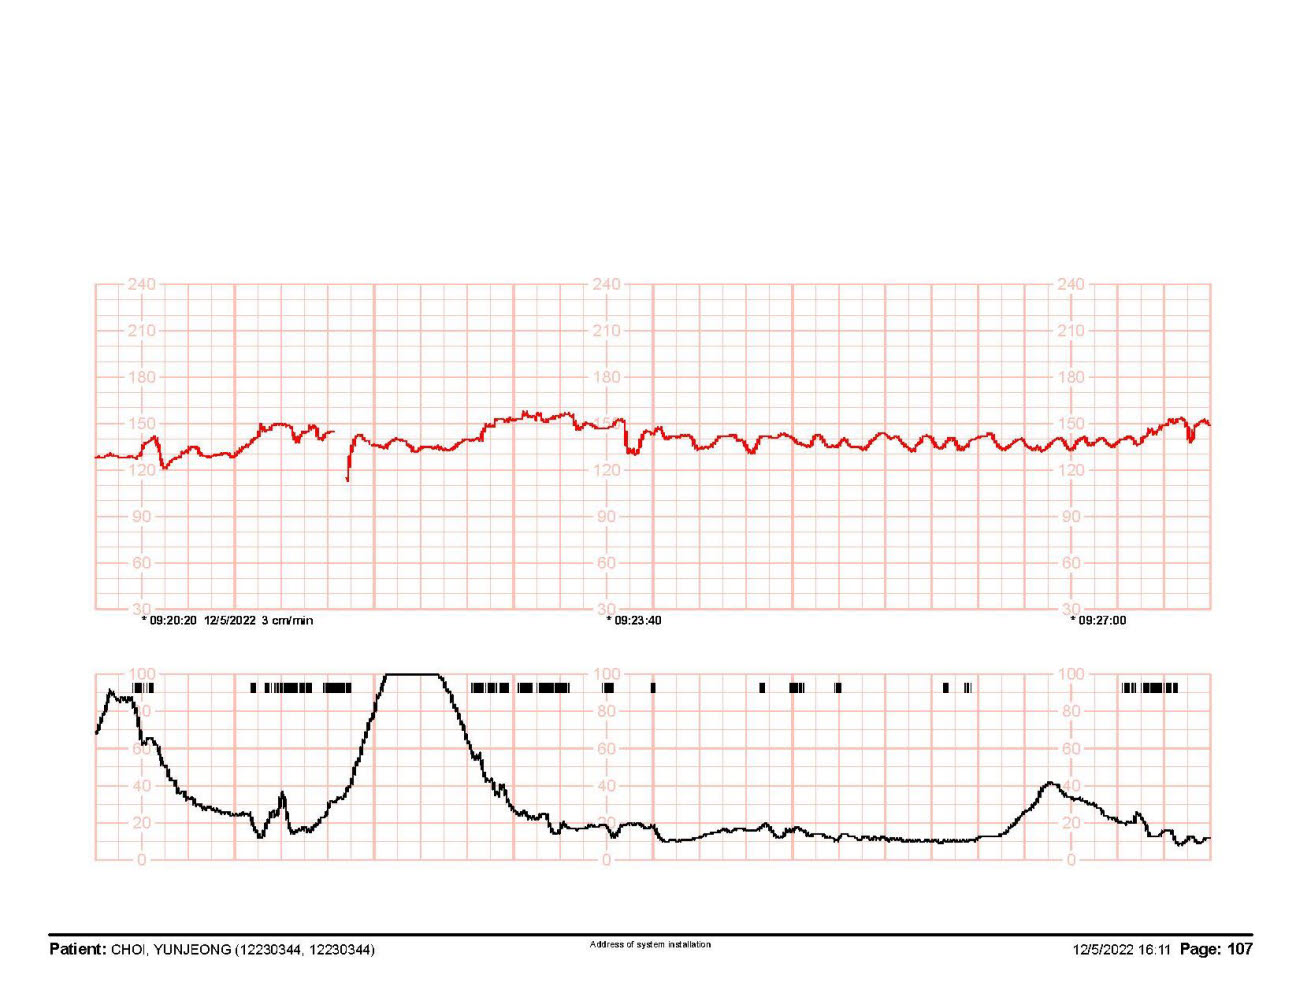 240 240 240
210 210 210
180 180 180
150 150 150
120 120 120
90 90 90
60 60 60
30 30 30
* 09:20:20 12/5/2022 3 cm/min * 09:23:40 * 09:27:00
100 100 100
80 80 80
60 60 60
40 40 40
20 20 20
0 0 0
Patient: CHOI, YUNJEONG (12230344, 12230344) Address of system installation 12/5/2022 16:11 Page: 107